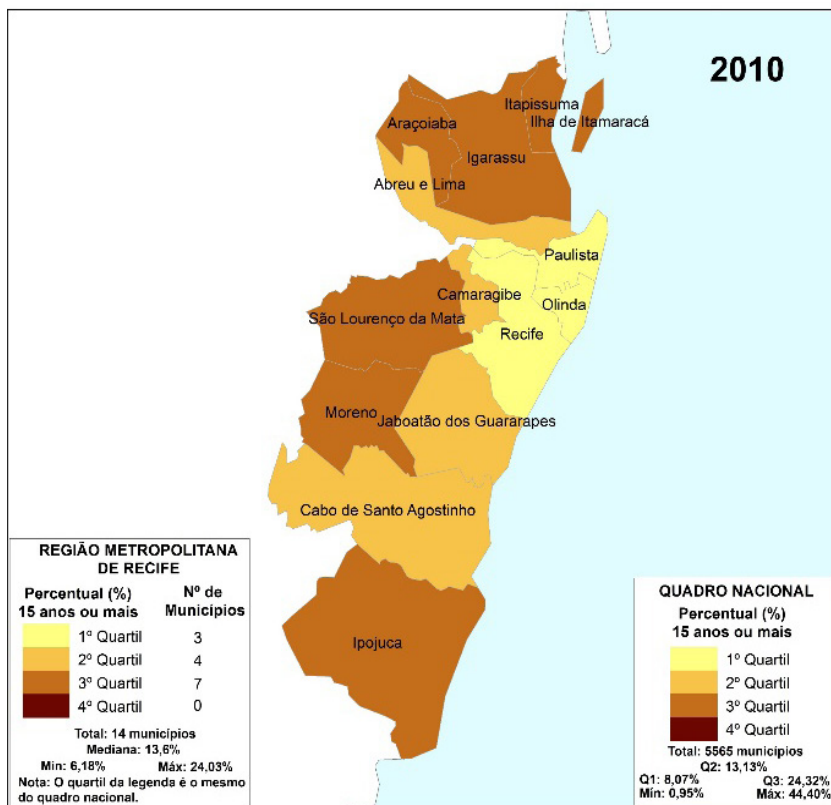 2010
Itapissuma
Ilha de Itamaracá
Araçoiaba
Igarassu
Abreu e Lima
Paulista
Camaragibe
Olinda
São Lourenço da Mata
Recife
Moreno
Jaboatão dos Guararapes
Cabo de Santo Agostinho
Ipojuca
REGIÃO METROPOLITANA
DE RECIFE
Percentual (%) Nº de
15 anos ou mais Municípios
1º Quartil 3
2º Quartil 4
3º Quartil 7
4º Quartil 0
Total: 14 municípios
Mediana: 13,6%
Min: 6,18% Máx: 24,03%
Nota: O quartil da legenda é o mesmo
do quadro nacional.
QUADRO NACIONAL
Percentual (%)
15 anos ou mais
1º Quartil
2º Quartil
3º Quartil
4º Quartil
Total: 5565 municípios
Q2: 13,13%
Q1: 8,07% Q3: 24,32%
Mín: 0,95% Máx: 44,40%